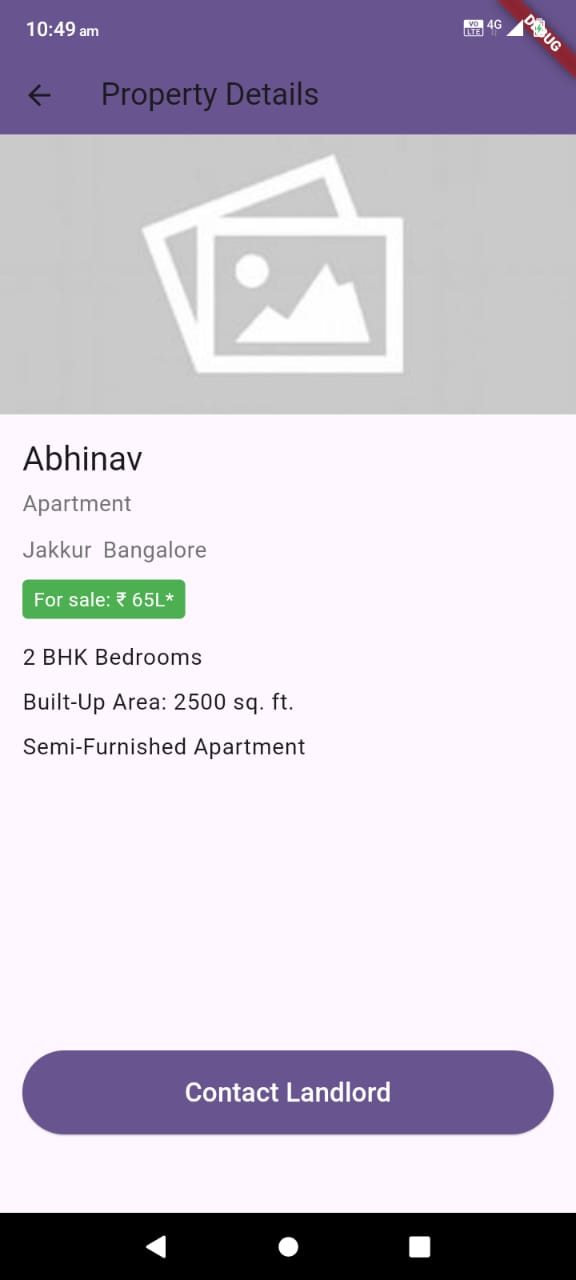 10:49 am
VO LTE 4G
DEBUG
Property Details
Abhinav
Apartment
Jakkur  Bangalore
For sale: ₹ 65L*
2 BHK Bedrooms
Built-Up Area: 2500 sq. ft.
Semi-Furnished Apartment
Contact Landlord